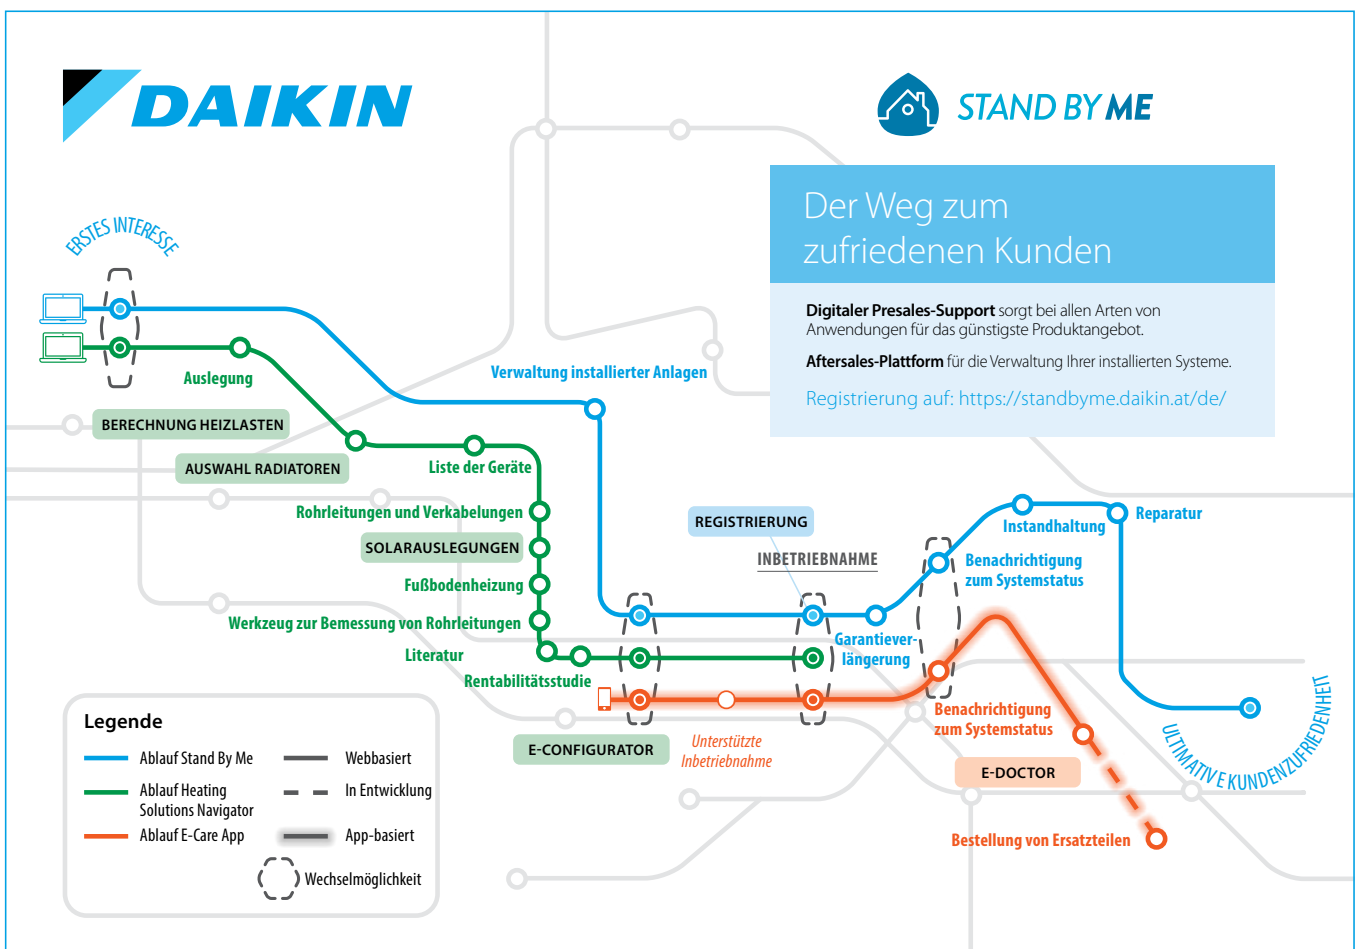 DAIKIN
STAND BY ME
Der Weg zum
zufriedenen Kunden
Digitaler Presales-Support sorgt bei allen Arten von
Anwendungen für das günstigste Produktangebot.
Aftersales-Plattform für die Verwaltung Ihrer installierten Systeme.
Registrierung auf: https://standbyme.daikin.at/de/
ERSTES INTERESSE
Auslegung
Verwaltung installierter Anlagen
BERECHNUNG HEIZLASTEN
AUSWAHL RADIATOREN
Liste der Geräte
Rohrleitungen und Verkabelungen
SOLARAUSLEGUNGEN
Fußbodenheizung
Werkzeug zur Bemessung von Rohrleitungen
Literatur
Rentabilitätsstudie
REGISTRIERUNG
INBETRIEBNAHME
Garantiever-
längerung
Instandhaltung
Reparatur
Benachrichtigung
zum Systemstatus
Benachrichtigung
zum Systemstatus
E-CONFIGURATOR
Unterstützte
Inbetriebnahme
E-DOCTOR
Bestellung von Ersatzteilen
ULTIMATIVE KUNDENZUFRIEDENHEIT
Legende
Ablauf Stand By Me
Webbasiert
Ablauf Heating
Solutions Navigator
In Entwicklung
Ablauf E-Care App
App-basiert
Wechselmöglichkeit